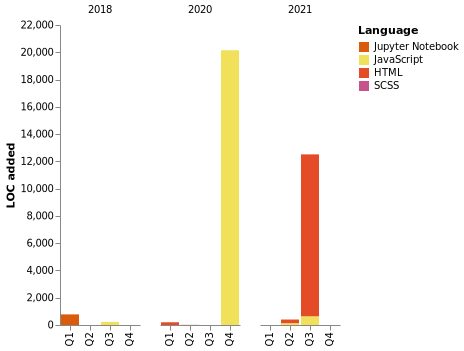 2018 2020 2021
Language
Jupyter Notebook
JavaScript
HTML
SCSS
LOC added
22,000
20,000
18,000
16,000
14,000
12,000
10,000
8,000
6,000
4,000
2,000
0
Q1 Q2 Q3 Q4 Q1 Q2 Q3 Q4 Q1 Q2 Q3 Q4